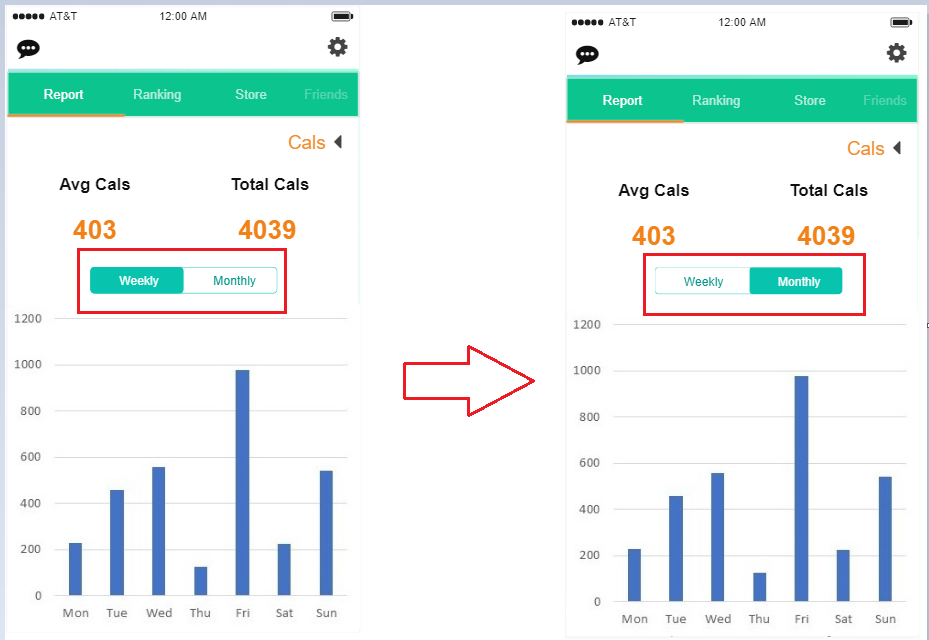 AT&T 12:00 AM
Report Ranking Store Friends
Cals
Avg Cals Total Cals
403 4039
Weekly Monthly
1200
1000
800
600
400
200
0
Mon Tue Wed Thu Fri Sat Sun
AT&T 12:00 AM
Report Ranking Store Friends
Cals
Avg Cals Total Cals
403 4039
Weekly Monthly
1200
1000
800
600
400
200
0
Mon Tue Wed Thu Fri Sat Sun